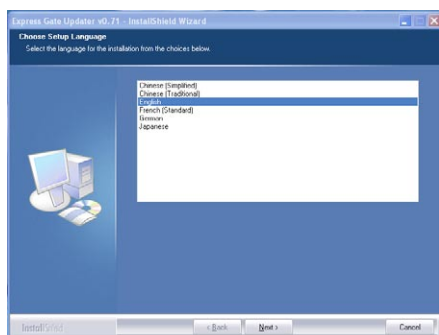 Express Gate Updater v0.71 - InstallShield Wizard
Choose Setup Language
Select the language for the installation from the choices below.
Chinese (Simplified)
Chinese (Traditional)
English
French (Standard)
German
Japanese
InstallShield
< Back
Next >
Cancel